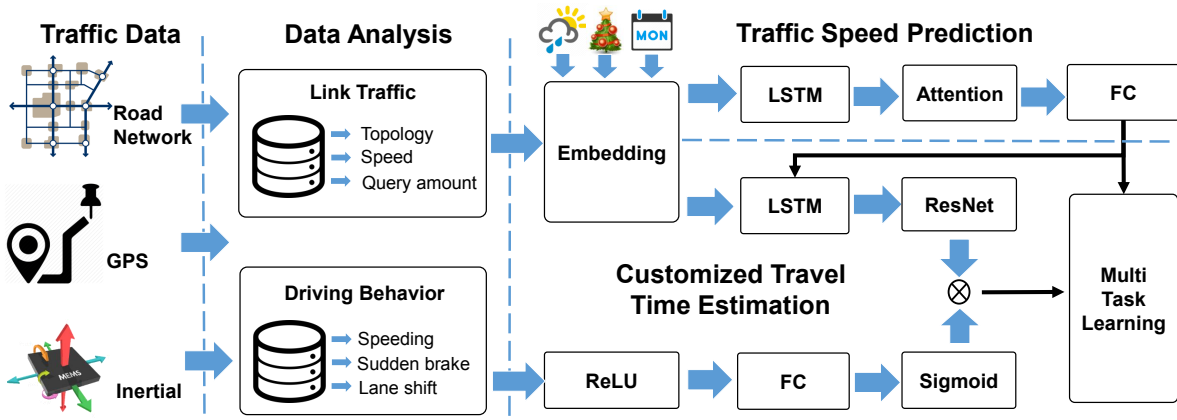 Traffic Data
Road
Network
GPS
MEMS
Inertial
Data Analysis
Link Traffic
Topology
Speed
Query amount
Driving Behavior
Speeding
Sudden brake
Lane shift
MON
Traffic Speed Prediction
Embedding
LSTM
Attention
FC
LSTM
ResNet
Customized Travel
Time Estimation
Multi
Task
Learning
ReLU
FC
Sigmoid